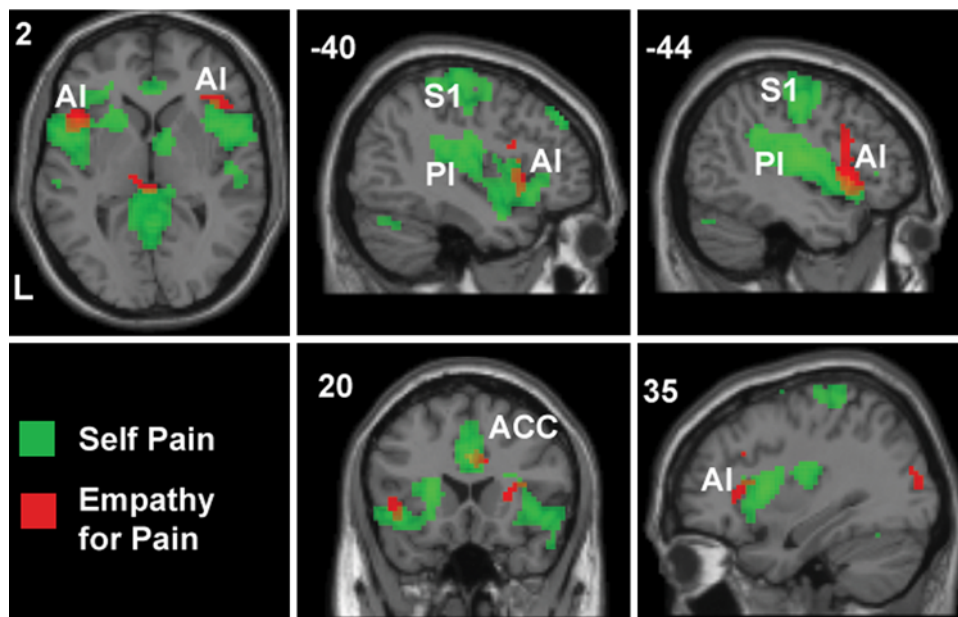 2
AI
AI
L
-40
S1
PI
AI
-44
S1
PI
AI
Self Pain
Empathy
for Pain
20
ACC
35
AI